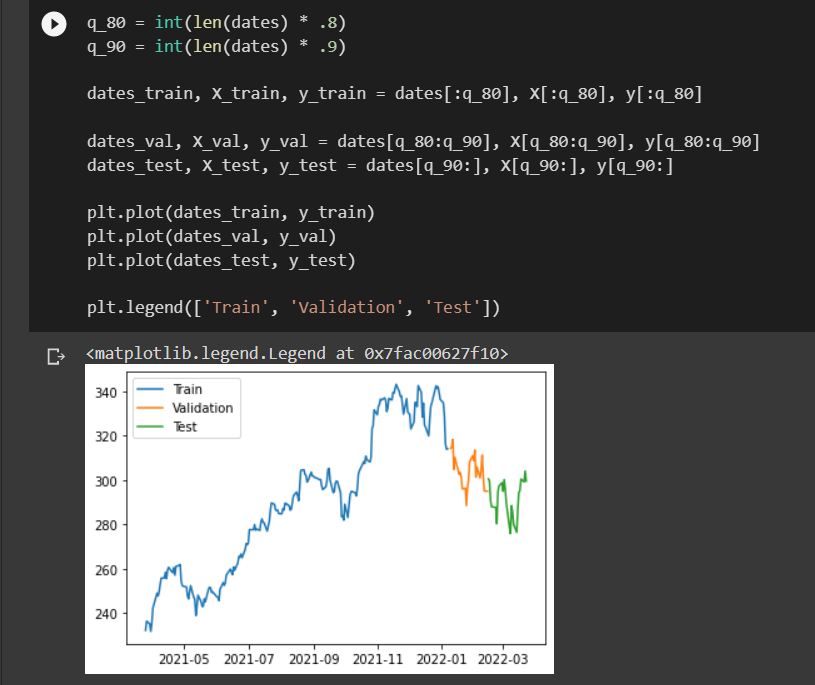 q_80 = int(len(dates) * .8)
q_90 = int(len(dates) * .9)
dates_train, X_train, y_train = dates[:q_80], X[:q_80], y[:q_80]
dates_val, X_val, y_val = dates[q_80:q_90], X[q_80:q_90], y[q_80:q_90]
dates_test, X_test, y_test = dates[q_90:], X[q_90:], y[q_90:]
plt.plot(dates_train, y_train)
plt.plot(dates_val, y_val)
plt.plot(dates_test, y_test)
plt.legend(['Train', 'Validation', 'Test'])
<matplotlib.legend.Legend at 0x7fac00627f10>
Train
Validation
Test
340
320
300
280
260
240
2021-05 2021-07 2021-09 2021-11 2022-01 2022-03